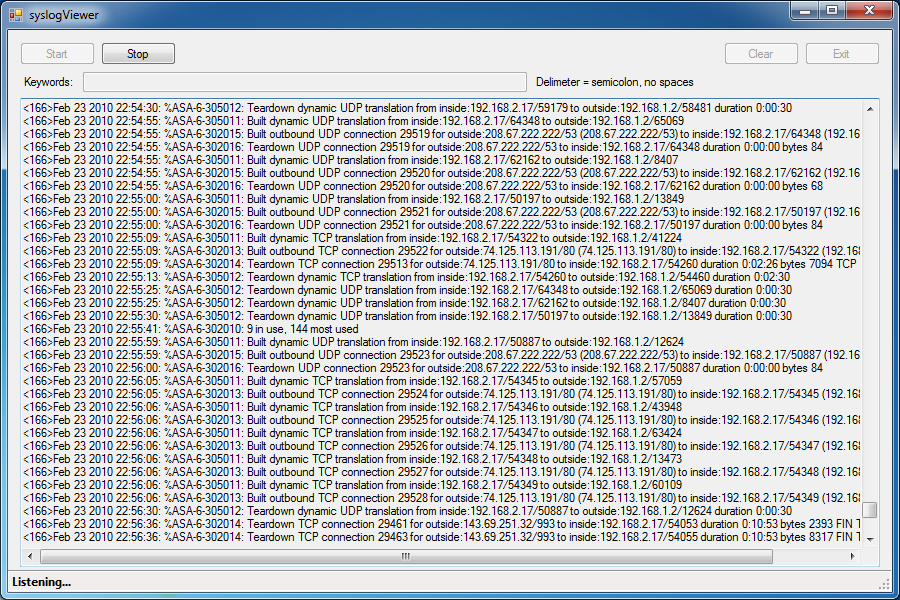 syslogViewer
Start Stop Clear Exit
Keywords: Delimeter = semicolon, no spaces
<166>Feb 23 2010 22:54:30: %ASA-6-305012: Teardown dynamic UDP translation from inside:192.168.2.17/59179 to outside:192.168.1.2/58481 duration 0:00:30
<166>Feb 23 2010 22:54:55: %ASA-6-305011: Built dynamic UDP translation from inside:192.168.2.17/64348 to outside:192.168.1.2/65069
<166>Feb 23 2010 22:54:55: %ASA-6-302015: Built outbound UDP connection 29519 for outside:208.67.222.222/53 (208.67.222.222/53) to inside:192.168.2.17/64348 (192.16
<166>Feb 23 2010 22:54:55: %ASA-6-302016: Teardown UDP connection 29519 for outside:208.67.222.222/53 to inside:192.168.2.17/64348 duration 0:00:00 bytes 84
<166>Feb 23 2010 22:54:55: %ASA-6-305011: Built dynamic UDP translation from inside:192.168.2.17/62162 to outside:192.168.1.2/8407
<166>Feb 23 2010 22:54:55: %ASA-6-302015: Built outbound UDP connection 29520 for outside:208.67.222.222/53 (208.67.222.222/53) to inside:192.168.2.17/62162 (192.16
<166>Feb 23 2010 22:54:55: %ASA-6-302016: Teardown UDP connection 29520 for outside:208.67.222.222/53 to inside:192.168.2.17/62162 duration 0:00:00 bytes 68
<166>Feb 23 2010 22:55:00: %ASA-6-305011: Built dynamic UDP translation from inside:192.168.2.17/50197 to outside:192.168.1.2/13849
<166>Feb 23 2010 22:55:00: %ASA-6-302015: Built outbound UDP connection 29521 for outside:208.67.222.222/53 (208.67.222.222/53) to inside:192.168.2.17/50197 (192.16
<166>Feb 23 2010 22:55:00: %ASA-6-302016: Teardown UDP connection 29521 for outside:208.67.222.222/53 to inside:192.168.2.17/50197 duration 0:00:00 bytes 84
<166>Feb 23 2010 22:55:09: %ASA-6-305011: Built dynamic TCP translation from inside:192.168.2.17/54322 to outside:192.168.1.2/41224
<166>Feb 23 2010 22:55:09: %ASA-6-302013: Built outbound TCP connection 29522 for outside:74.125.113.191/80 (74.125.113.191/80) to inside:192.168.2.17/54322 (192.168
<166>Feb 23 2010 22:55:09: %ASA-6-302014: Teardown TCP connection 29513 for outside:74.125.113.191/80 to inside:192.168.2.17/54260 duration 0:02:26 bytes 7094 TCP
<166>Feb 23 2010 22:55:13: %ASA-6-305012: Teardown dynamic TCP translation from inside:192.168.2.17/54260 to outside:192.168.1.2/54460 duration 0:02:30
<166>Feb 23 2010 22:55:25: %ASA-6-305012: Teardown dynamic UDP translation from inside:192.168.2.17/64348 to outside:192.168.1.2/65069 duration 0:00:30
<166>Feb 23 2010 22:55:25: %ASA-6-305012: Teardown dynamic UDP translation from inside:192.168.2.17/62162 to outside:192.168.1.2/8407 duration 0:00:30
<166>Feb 23 2010 22:55:30: %ASA-6-305012: Teardown dynamic UDP translation from inside:192.168.2.17/50197 to outside:192.168.1.2/13849 duration 0:00:30
<166>Feb 23 2010 22:55:41: %ASA-6-302010: 9 in use, 144 most used
<166>Feb 23 2010 22:55:59: %ASA-6-305011: Built dynamic UDP translation from inside:192.168.2.17/50887 to outside:192.168.1.2/12624
<166>Feb 23 2010 22:55:59: %ASA-6-302015: Built outbound UDP connection 29523 for outside:208.67.222.222/53 (208.67.222.222/53) to inside:192.168.2.17/50887 (192.16
<166>Feb 23 2010 22:56:00: %ASA-6-302016: Teardown UDP connection 29523 for outside:208.67.222.222/53 to inside:192.168.2.17/50887 duration 0:00:00 bytes 84
<166>Feb 23 2010 22:56:05: %ASA-6-305011: Built dynamic TCP translation from inside:192.168.2.17/54345 to outside:192.168.1.2/57059
<166>Feb 23 2010 22:56:06: %ASA-6-302013: Built outbound TCP connection 29524 for outside:74.125.113.191/80 (74.125.113.191/80) to inside:192.168.2.17/54345 (192.168
<166>Feb 23 2010 22:56:06: %ASA-6-305011: Built dynamic TCP translation from inside:192.168.2.17/54346 to outside:192.168.1.2/43948
<166>Feb 23 2010 22:56:06: %ASA-6-302013: Built outbound TCP connection 29525 for outside:74.125.113.191/80 (74.125.113.191/80) to inside:192.168.2.17/54346 (192.168
<166>Feb 23 2010 22:56:06: %ASA-6-305011: Built dynamic TCP translation from inside:192.168.2.17/54347 to outside:192.168.1.2/63424
<166>Feb 23 2010 22:56:06: %ASA-6-302013: Built outbound TCP connection 29526 for outside:74.125.113.191/80 (74.125.113.191/80) to inside:192.168.2.17/54347 (192.168
<166>Feb 23 2010 22:56:06: %ASA-6-305011: Built dynamic TCP translation from inside:192.168.2.17/54348 to outside:192.168.1.2/13473
<166>Feb 23 2010 22:56:06: %ASA-6-302013: Built outbound TCP connection 29527 for outside:74.125.113.191/80 (74.125.113.191/80) to inside:192.168.2.17/54348 (192.168
<166>Feb 23 2010 22:56:06: %ASA-6-305011: Built dynamic TCP translation from inside:192.168.2.17/54349 to outside:192.168.1.2/60109
<166>Feb 23 2010 22:56:06: %ASA-6-302013: Built outbound TCP connection 29528 for outside:74.125.113.191/80 (74.125.113.191/80) to inside:192.168.2.17/54349 (192.168
<166>Feb 23 2010 22:56:30: %ASA-6-305012: Teardown dynamic UDP translation from inside:192.168.2.17/50887 to outside:192.168.1.2/12624 duration 0:00:30
<166>Feb 23 2010 22:56:36: %ASA-6-302014: Teardown TCP connection 29461 for outside:143.69.251.32/993 to inside:192.168.2.17/54053 duration 0:10:53 bytes 2393 FIN T
<166>Feb 23 2010 22:56:36: %ASA-6-302014: Teardown TCP connection 29463 for outside:143.69.251.32/993 to inside:192.168.2.17/54055 duration 0:10:53 bytes 8317 FIN T
Listening...